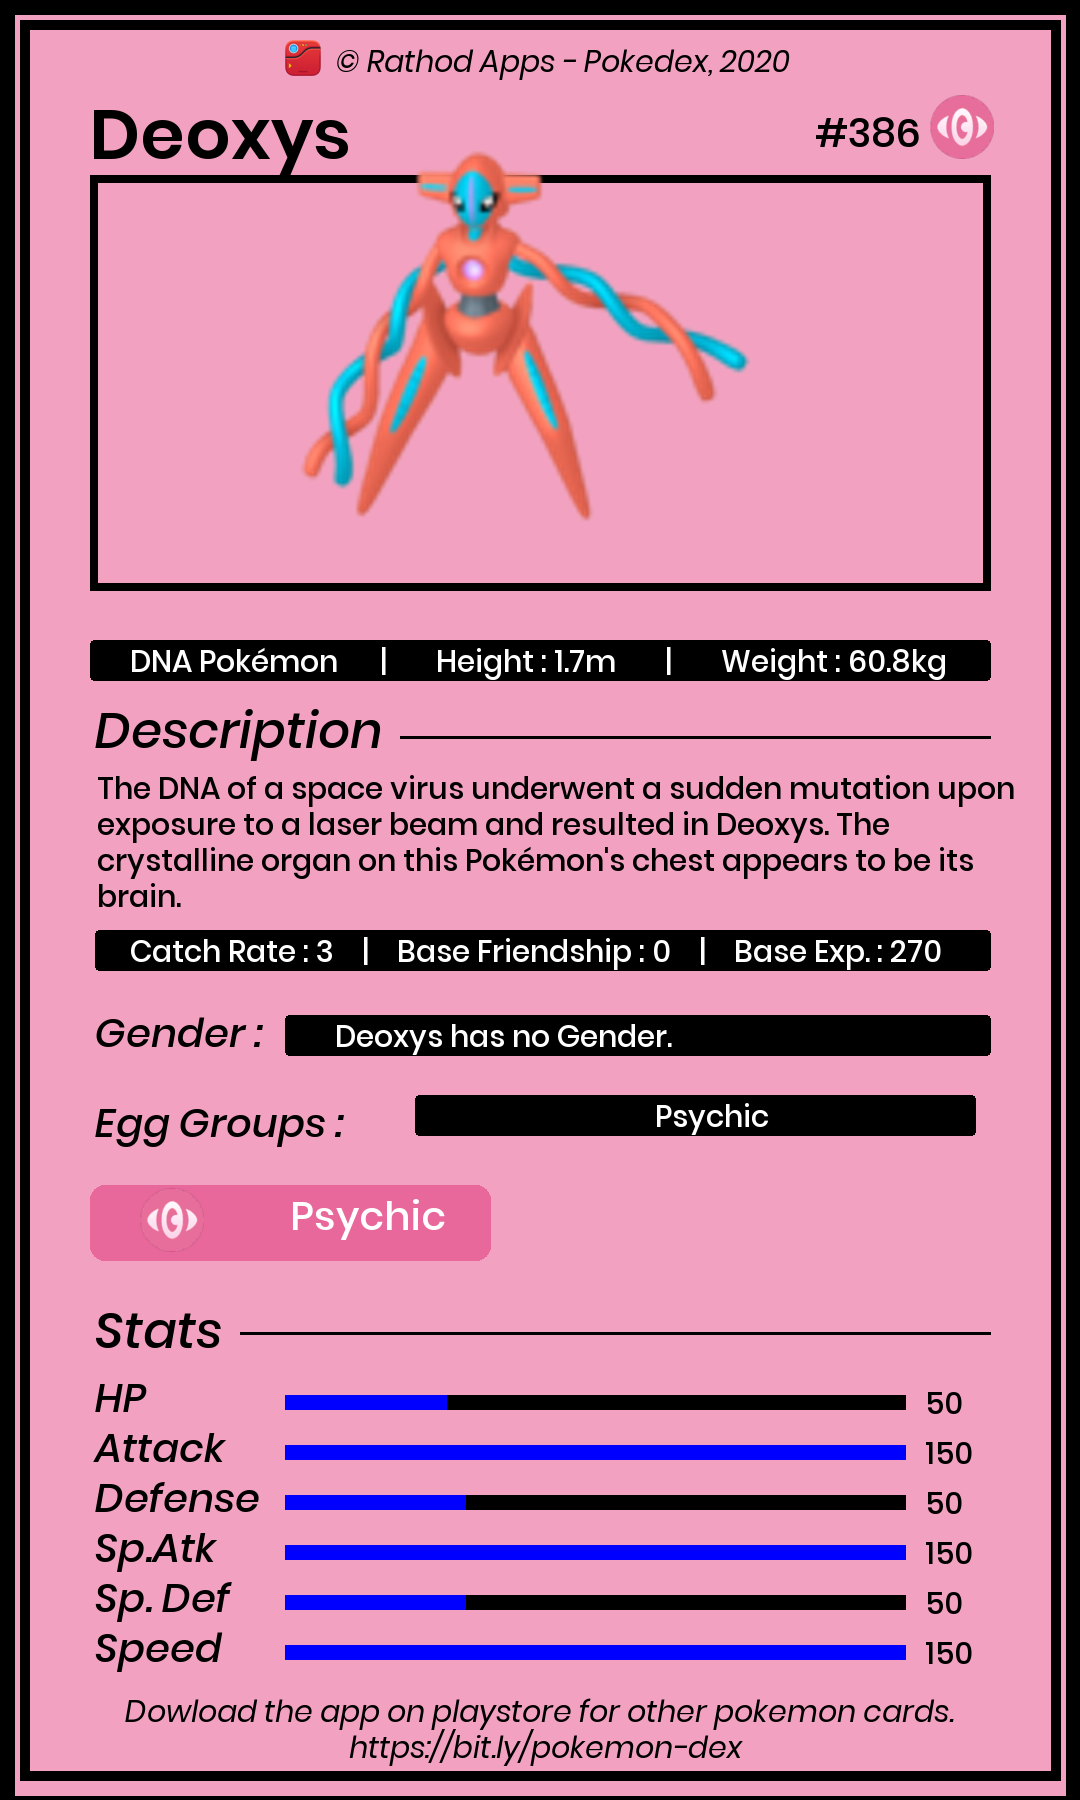 © Rathod Apps - Pokedex, 2020
Deoxys
#386
DNA Pokémon | Height : 1.7m | Weight : 60.8kg
Description
The DNA of a space virus underwent a sudden mutation upon
exposure to a laser beam and resulted in Deoxys. The
crystalline organ on this Pokémon's chest appears to be its
brain.
Catch Rate : 3 | Base Friendship : 0 | Base Exp. : 270
Gender : Deoxys has no Gender.
Egg Groups : Psychic
Psychic
Stats
HP 50
Attack 150
Defense 50
Sp.Atk 150
Sp. Def 50
Speed 150
Dowload the app on playstore for other pokemon cards.
https://bit.ly/pokemon-dex